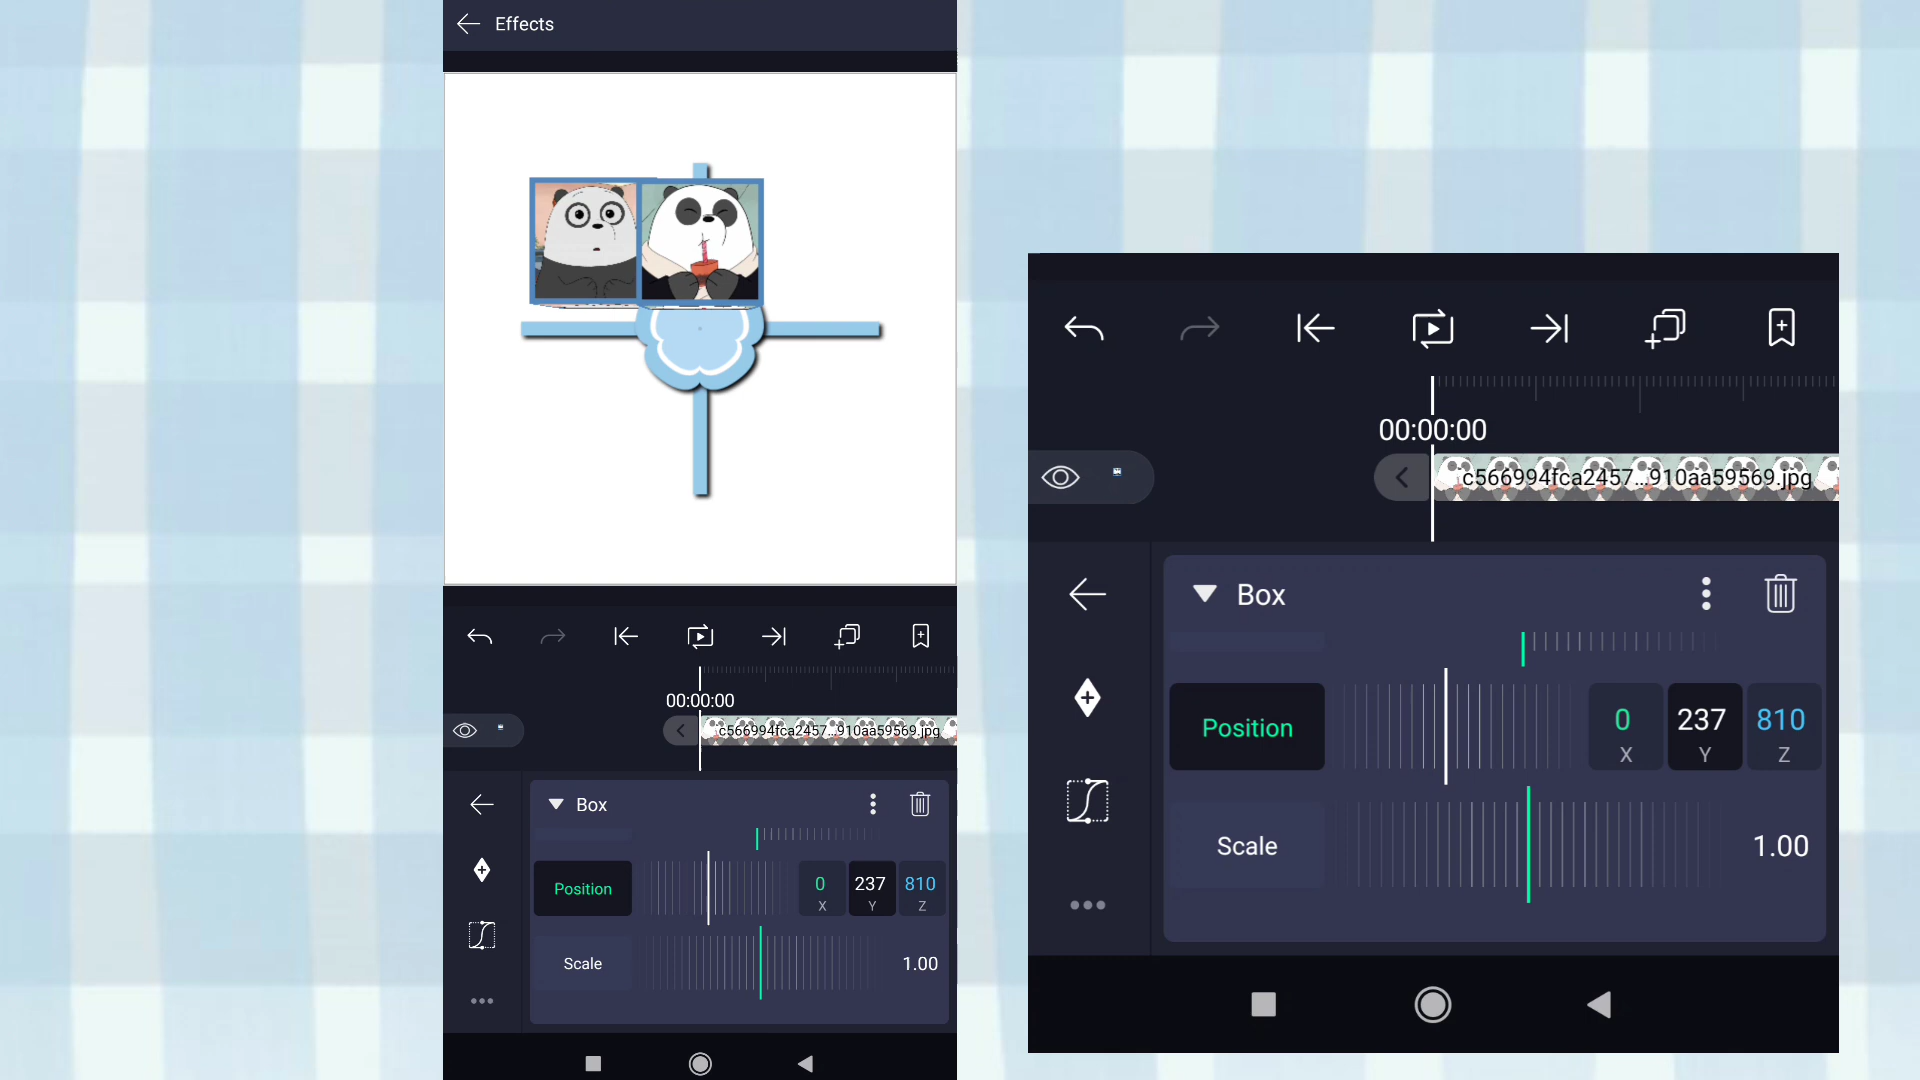 Effects
00:00:00
c566994fca2457...910aa59569.jpg
Box
Position
0
X
237
Y
810
Z
Scale
1.00
00:00:00
c566994fca2457...910aa59569.jpg
Box
Position
0
X
237
Y
810
Z
Scale
1.00